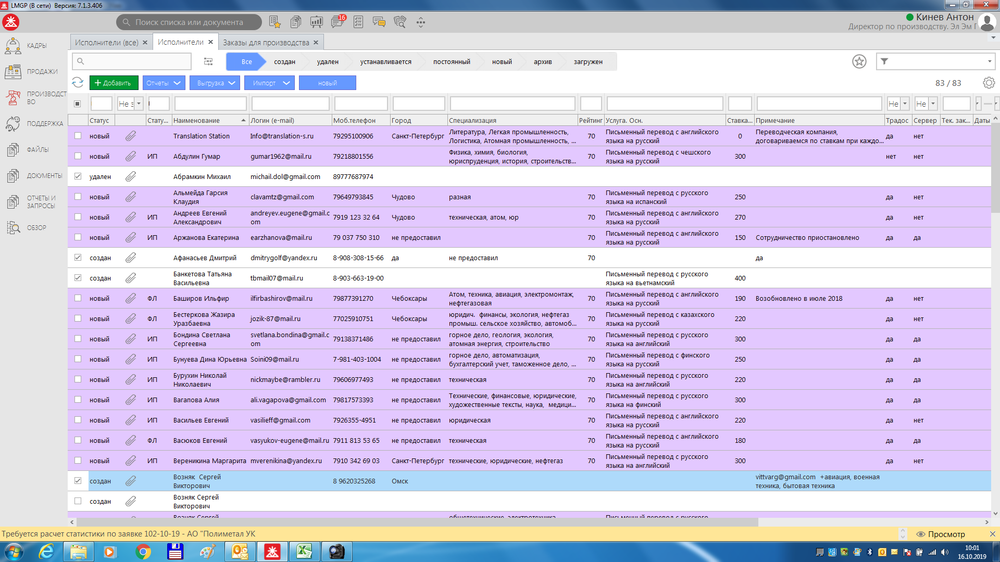 LMGP (В сети)  Версия: 7.1.3.406
Поиск списка или документа
16
Кинев Антон
Директор по производству. Эл Эм Г
КАДРЫ
ПРОДАЖИ
ПРОИЗВОДСТ
ВО
ПОДДЕРЖКА
ФАЙЛЫ
ДОКУМЕНТЫ
ОТЧЕТЫ И
ЗАПРОСЫ
ОБЗОР
Исполнители (все) Исполнители Заказы для производства
Все создан удален устанавливается постоянный новый архив загружен
Добавить Отчеты Выгрузка Импорт новый 83 / 83
Не з Не Не
Статус Стату... Наименование Логин (e-mail) Моб.телефон Город Специализация Рейтинг Услуга. Осн. Ставка... Примечание Традос Сервер Тек. зак... Даты
новый Translation Station Info@translation-s.ru 79295100906 Санкт-Петербург Литература, Легкая промышленность, Логистика, Атомная промышленность, ... 70 Письменный перевод с английского языка на русский 0 Переводческая компания, договариваемся по ставкам при каждо... да нет
новый ИП Абдулин Гумар gumar1962@mail.ru 79218801556 Физика, химия, биология, юриспруденция, история, строительств... 70 Письменный перевод с чешского языка на русский 300 нет нет
удален Абрамкин Михаил michail.dol@gmail.com 89777687974
новый Альмейда Гарсия Клаудия clavamtz@gmail.com 79649793845 Чудово разная 70 Письменный перевод с русского языка на испанский 250 да нет
новый ИП Андреев Евгений Александрович andreyev.eugene@gmail.com 7919 123 32 64 Чудово техническая, атом, юр 70 Письменный перевод с английского языка на русский 270 да нет
новый ИП Аржанова Екатерина earzhanova@mail.ru 79 037 750 310 не предоставил 70 Письменный перевод с английского языка на русский 150 Сотрудничество приостановлено да да
создан Афанасьев Дмитрий dmitrygolf@yandex.ru 8-908-308-15-66 да не предоставил 70 да
создан Банкетова Татьяна Васильевна tbmail07@mail.ru 8-903-663-19-00 Письменный перевод с русского языка на вьетнамский 400
новый ФЛ Баширов Ильфир ilfirbashirov@mail.ru 79877391270 Чебоксары Атом, техника, авиация, электромонтаж, нефтегазовая 70 Письменный перевод с английского языка на русский 190 Возобновлено в июле 2018 да нет
новый ФЛ Бестеркова Жазира Уразбаевна jozik-87@mail.ru 77025910751 Чебоксары юридич.  финансы, экология, нефтегаз промыш. сельское хозяйство, автомоб... 70 Письменный перевод с казахского языка на русский 220 да нет
новый ИП Бондина Светлана Сергеевна svetlana.bondina@gmail.com 79138371486 не предоставил горное дело, геология, экология, атомная энергия, строительство 70 Письменный перевод с русского языка на английский 300 да да
новый ИП Бунуева Дина Юрьевна Soini09@mail.ru 7-981-403-1004 не предоставил горное дело, автоматизация, бухгалтерский учет, таможенное дело, ... 70 Письменный перевод с финского языка на русский 250 да да
новый ИП Бурухин Николай Николаевич nickmaybe@rambler.ru 79606977493 не предоставил техническая 70 Письменный перевод с русского языка на английский 220 да да
новый ИП Вагапова Алия ali.vagapova@gmail.com 79817573393 не предоставил Технические, финансовые, юридические, художественные тексты, наука,  медици... 70 Письменный перевод с русского языка на финский 300 да да
новый ИП Васильев Евгений vasilieff@gmail.com 7926355-4951 не предоставил юридическая 70 Письменный перевод с английского языка на русский 220 да нет
новый ФЛ Васюков Евгений vasyukov-eugene@mail.ru 7911 813 53 65 не предоставил техническая 70 Письменный перевод с английского языка на русский 180 да да
новый ИП Вереникина Маргарита mverenikina@yandex.ru 7910 342 69 03 Санкт-Петербург технические, юридические, нефтегаз 70 Письменный перевод с русского языка на английский 300 да нет
создан Возняк  Сергей Викторович 8 9620325268 Омск vittvarg@gmail.com  +авиация, военная техника, бытовая техника
создан Возняк Сергей Викторович
Возняк Сергей общетехнические, электротехника Письменный перевод с русского
Требуется расчет статистики по заявке 102-10-19 - АО "Полиметал УК Просмотр
10:01
16.10.2019